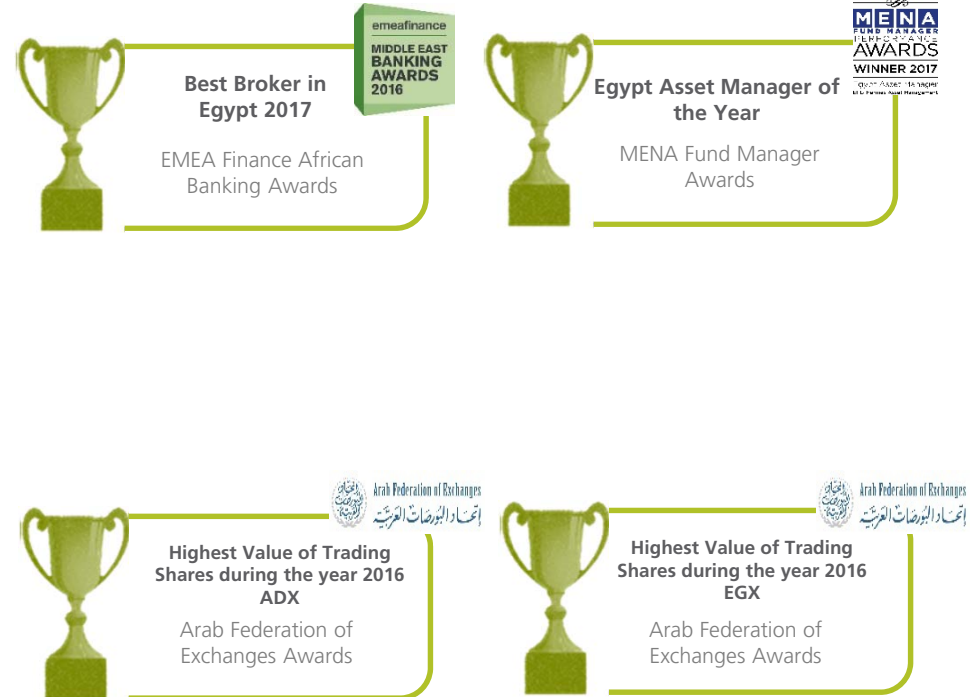 emeafinance
MIDDLE EAST
BANKING
AWARDS
2016
Best Broker in
Egypt 2017
EMEA Finance African
Banking Awards
MENA
FUND MANAGER
PERFORMANCE
AWARDS
WINNER 2017
Egypt Asset Manager
Egypt Asset Manager of
the Year
MENA Fund Manager
Awards
Arab Federation of Exchanges
اتحاد البورصات العربية
Highest Value of Trading
Shares during the year 2016
ADX
Arab Federation of
Exchanges Awards
Arab Federation of Exchanges
اتحاد البورصات العربية
Highest Value of Trading
Shares during the year 2016
EGX
Arab Federation of
Exchanges Awards